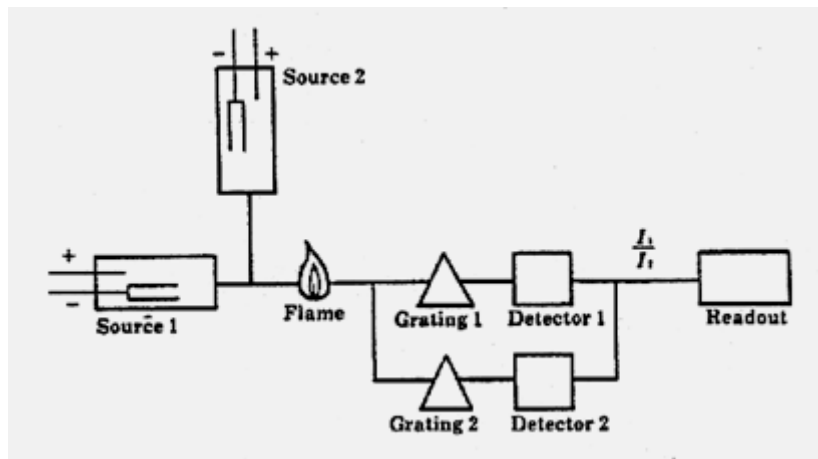 - +
Source 2
+
-
Source 1
Flame
Grating 1
Detector 1
I₁
I₂
Readout
Grating 2
Detector 2